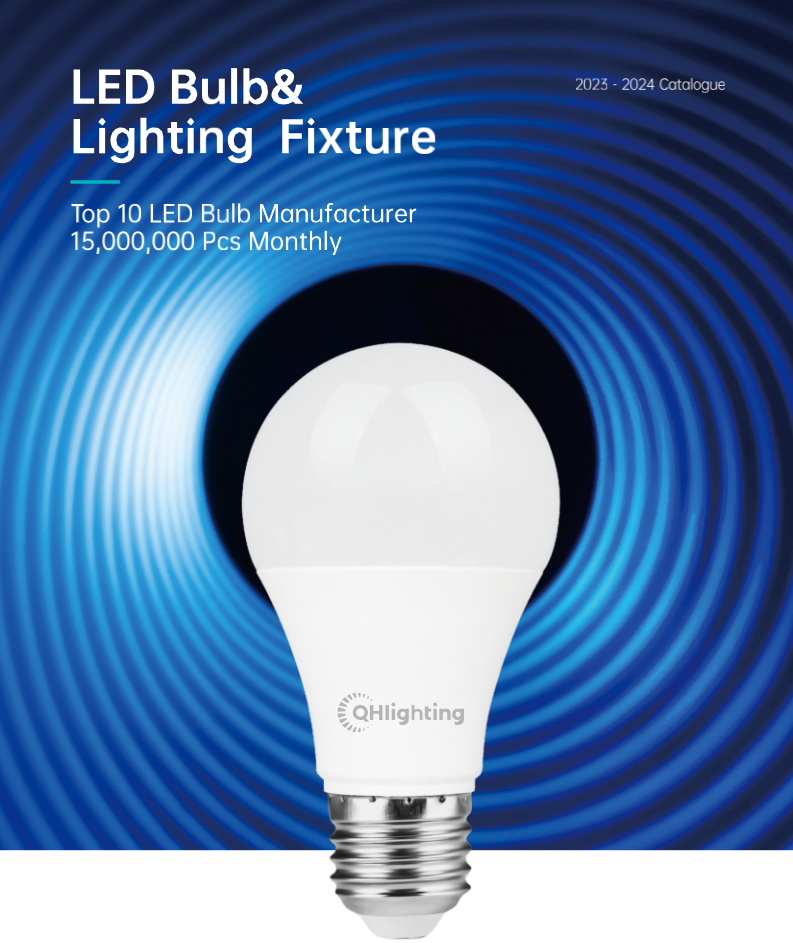 LED Bulb&
Lighting Fixture
2023 - 2024 Catalogue
Top 10 LED Bulb Manufacturer
15,000,000 Pcs Monthly
QHlighting